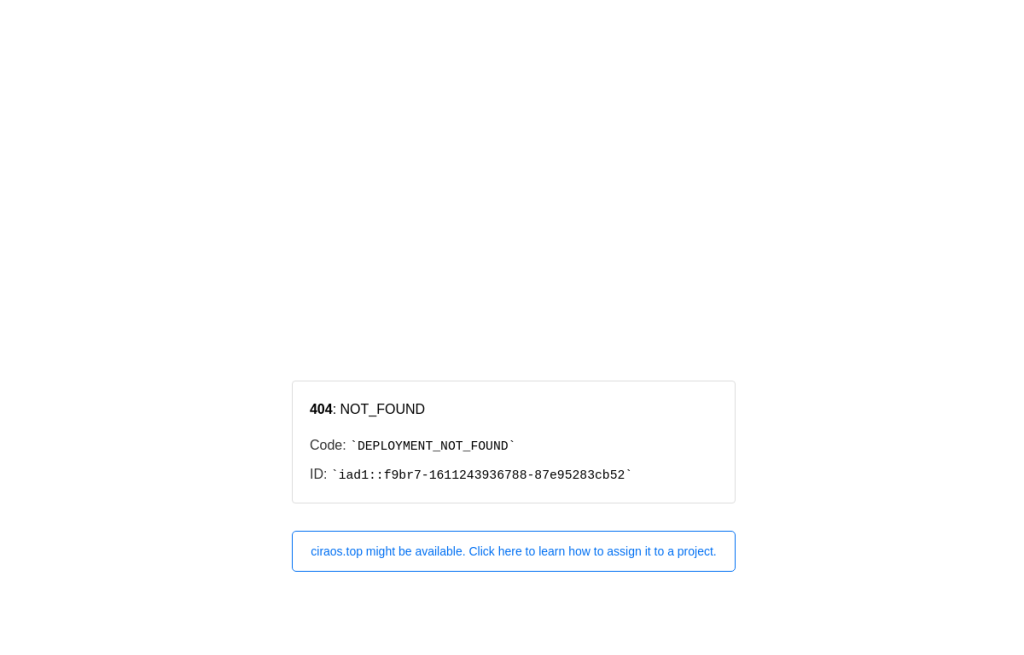 404: NOT_FOUND
Code: `DEPLOYMENT_NOT_FOUND`
ID: `iad1::f9br7-1611243936788-87e95283cb52`
ciraos.top might be available. Click here to learn how to assign it to a project.